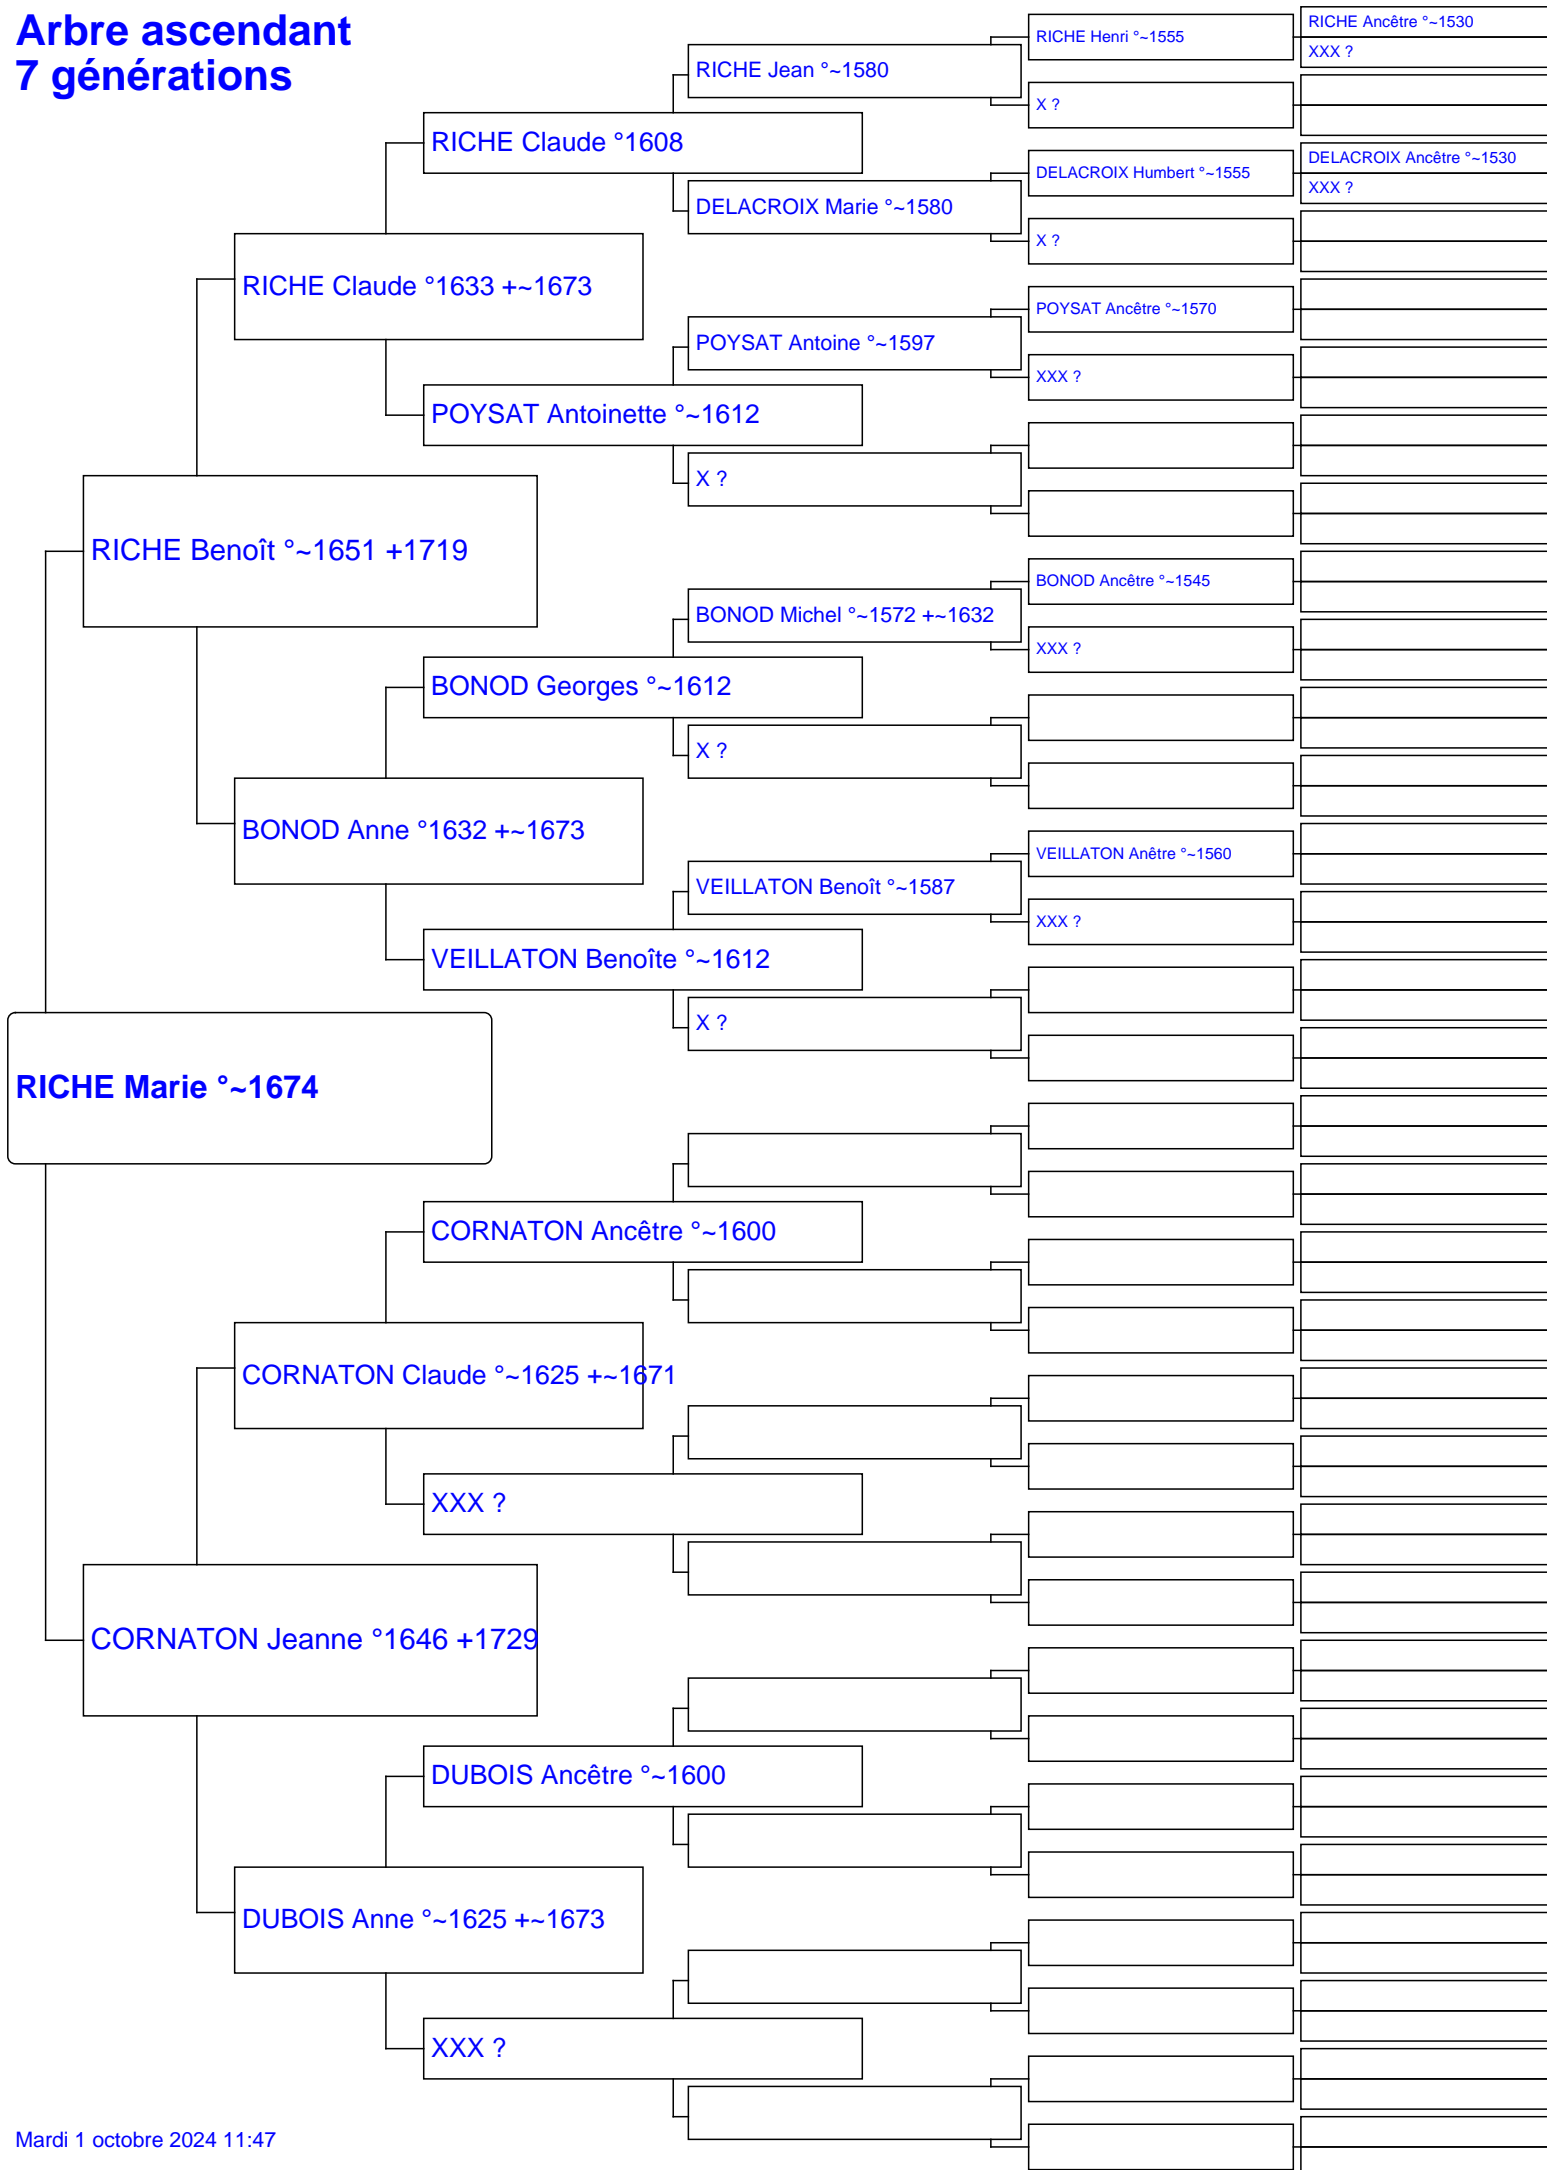 Arbre ascendant
7 générations
RICHE Ancêtre °~1530
XXX ?
RICHE Henri °~1555
RICHE Jean °~1580
X ?
RICHE Claude °1608
DELACROIX Ancêtre °~1530
XXX ?
DELACROIX Humbert °~1555
DELACROIX Marie °~1580
X ?
RICHE Claude °1633 +~1673
POYSAT Ancêtre °~1570
POYSAT Antoine °~1597
XXX ?
POYSAT Antoinette °~1612
X ?
RICHE Benoît °~1651 +1719
BONOD Ancêtre °~1545
BONOD Michel °~1572 +~1632
XXX ?
BONOD Georges °~1612
X ?
BONOD Anne °1632 +~1673
VEILLATON Anêtre °~1560
VEILLATON Benoît °~1587
XXX ?
VEILLATON Benoîte °~1612
X ?
RICHE Marie °~1674
CORNATON Ancêtre °~1600
CORNATON Claude °~1625 +~1671
XXX ?
CORNATON Jeanne °1646 +1729
DUBOIS Ancêtre °~1600
DUBOIS Anne °~1625 +~1673
XXX ?
Mardi 1 octobre 2024 11:47